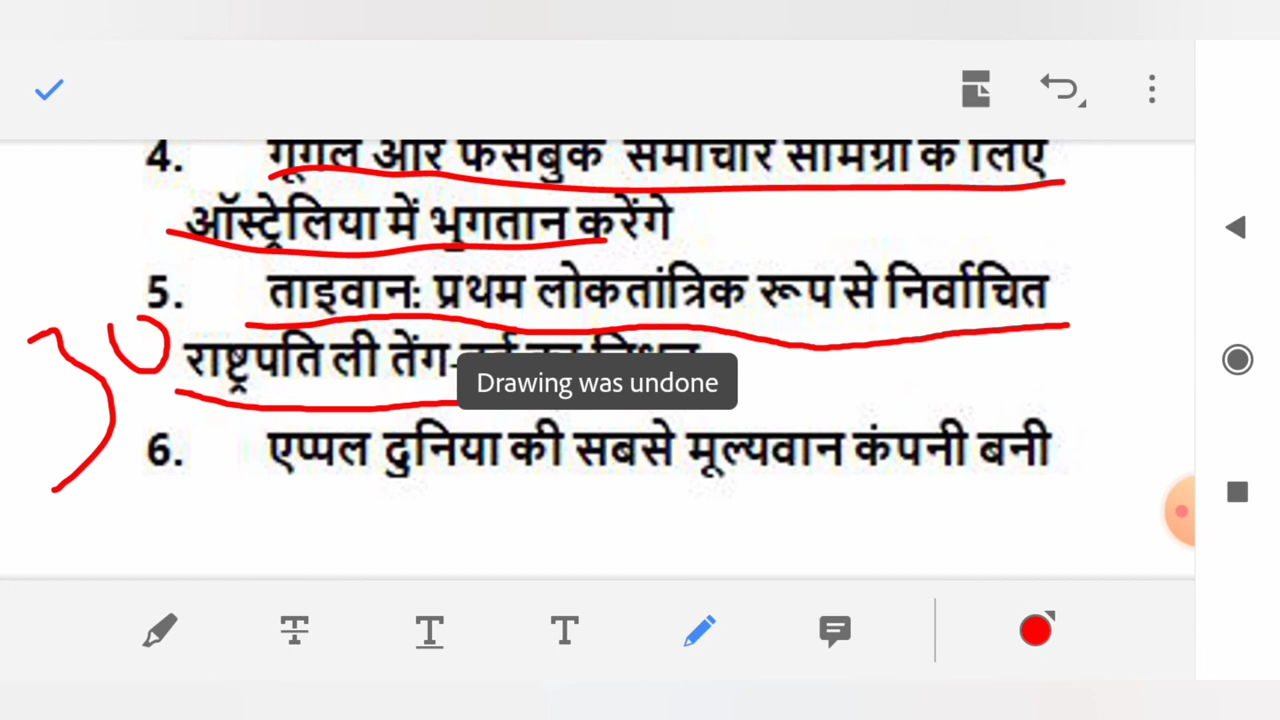 4. गूगल और फेसबुक समाचार सामग्री के लिए
ऑस्ट्रेलिया में भुगतान करेंगे
5. ताइवान: प्रथम लोकतांत्रिक रूप से निर्वाचित
30 राष्ट्रपति ली तेंग-
Drawing was undone
6. एप्पल दुनिया की सबसे मूल्यवान कंपनी बनी